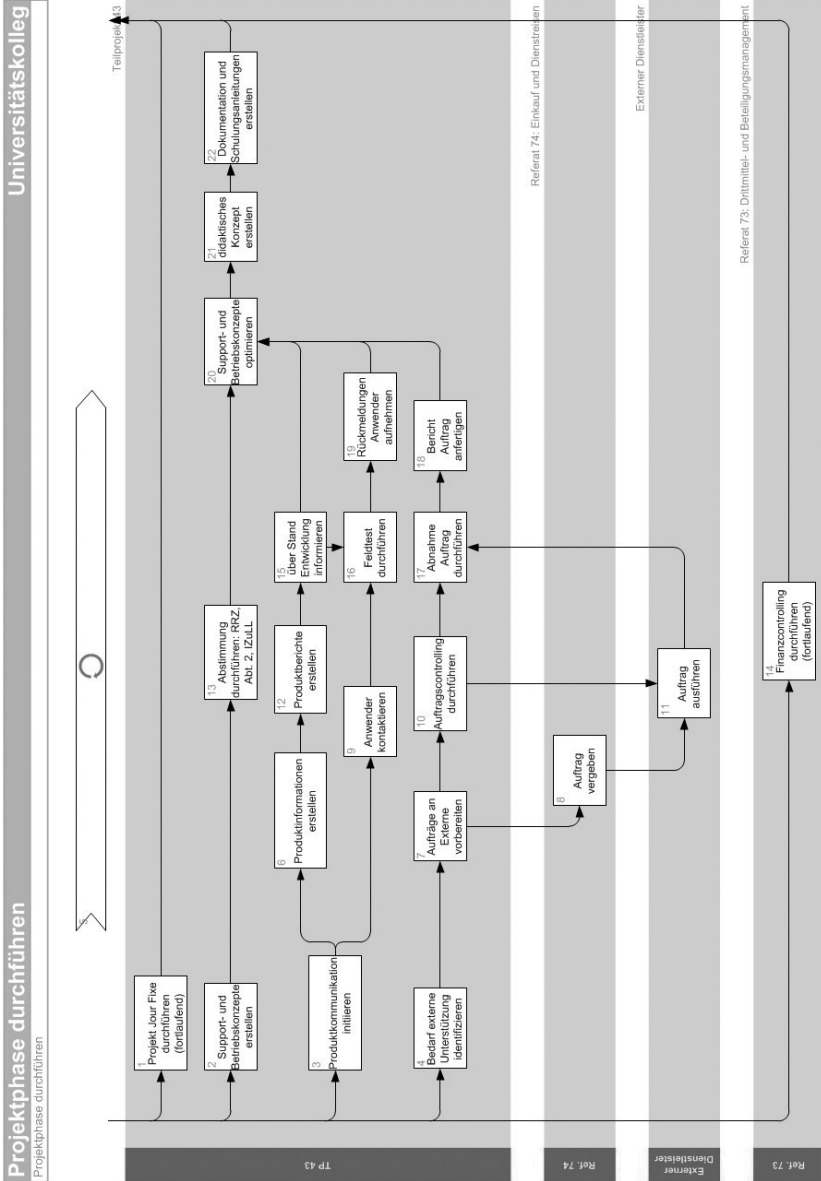 Projektphase durchführen
Universitätskolleg
Projektphase durchführen
5
Teilprojekt 43
TP 43
1
Projekt Jour Fixe
durchführen
(fortlaufend)
2
Support- und
Betriebskonzepte
erstellen
3
Produktkommunikation
initiieren
4
Bedarf externe
Unterstützung
identifizieren
6
Produktinformationen
erstellen
7
Aufträge an
Externe
vorbereiten
9
Anwender
kontaktieren
10
Auftragscontrolling
durchführen
12
Produktberichte
erstellen
13
Abstimmung
durchführen: RRZ,
Abt. 2, IZuLL
15
über Stand
Entwicklung
informieren
16
Feldtest
durchführen
17
Abnahme
Auftrag
durchführen
18
Bericht
Auftrag
anfertigen
19
Rückmeldungen
Anwender
aufnehmen
20
Support- und
Betriebskonzepte
optimieren
21
didaktisches
Konzept
erstellen
22
Dokumentation und
Schulungsanleitungen
erstellen
Referat 74: Einkauf und Dienstreisen
Ref. 74
8
Auftrag
vergeben
Externer Dienstleister
Externer
Dienstleister
11
Auftrag
ausführen
Referat 73: Drittmittel- und Beteiligungsmanagement
Ref. 73
14
Finanzcontrolling
durchführen
(fortlaufend)